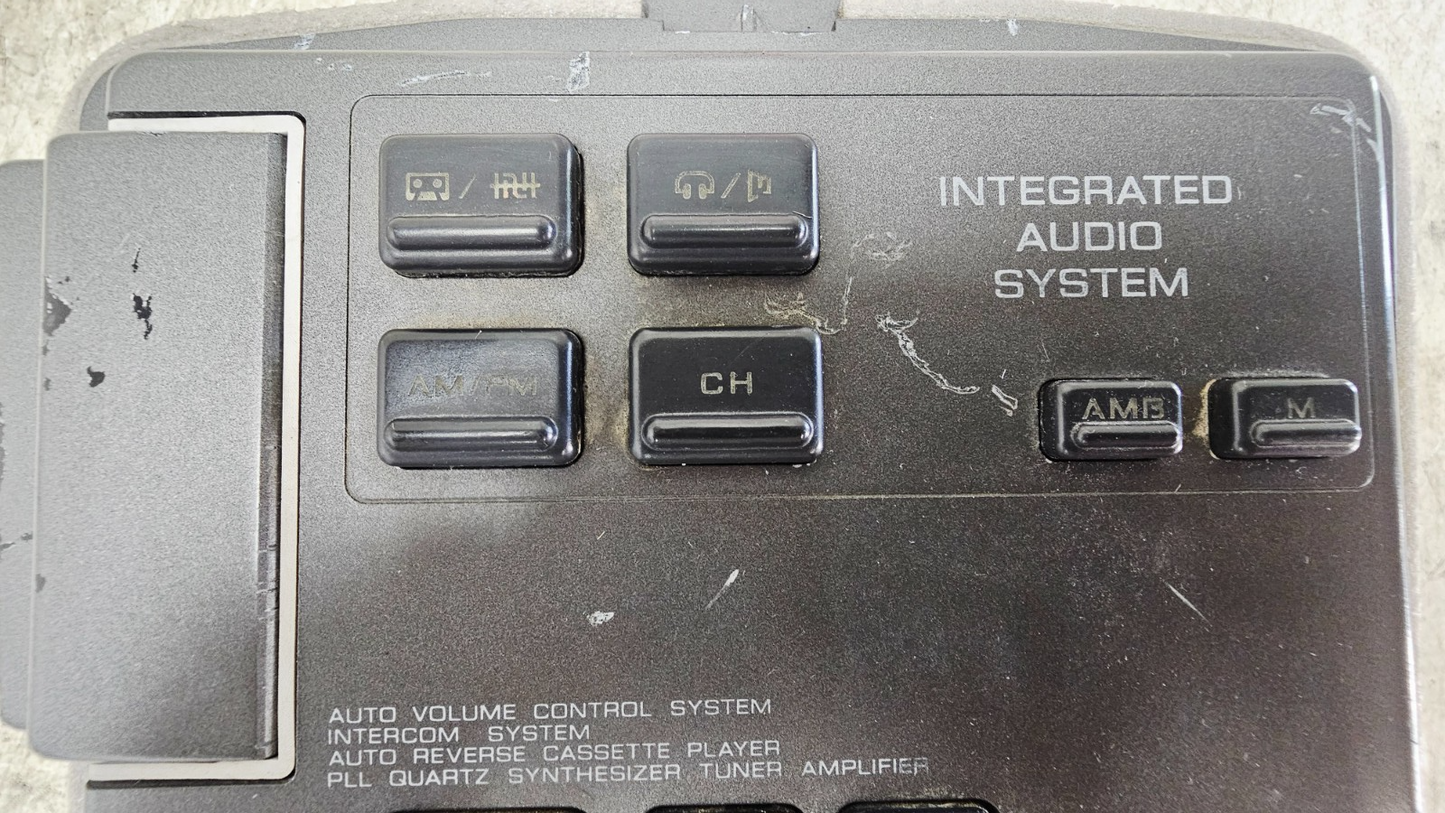 /
/
INTEGRATED
AUDIO
SYSTEM
AM/FM
CH
AMB
M
AUTO VOLUME CONTROL SYSTEM
INTERCOM SYSTEM
AUTO REVERSE CASSETTE PLAYER
PLL QUARTZ SYNTHESIZER TUNER AMPLIFIER